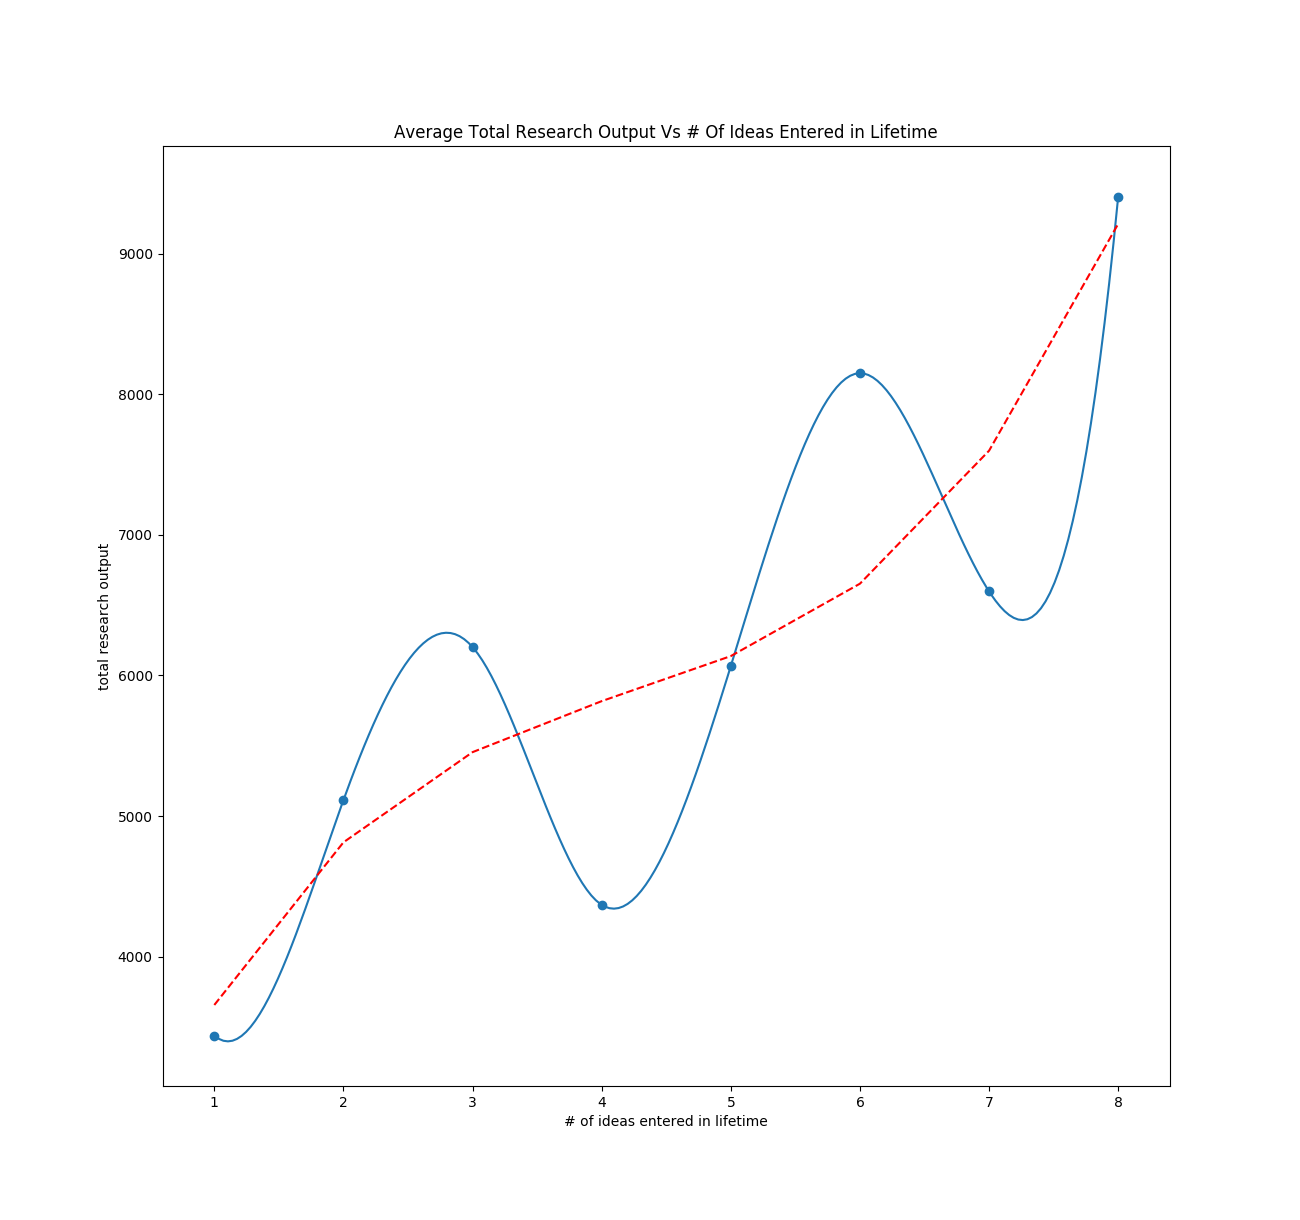 Average Total Research Output Vs # Of Ideas Entered in Lifetime
9000
8000
7000
6000
5000
4000
total research output
1 2 3 4 5 6 7 8
# of ideas entered in lifetime